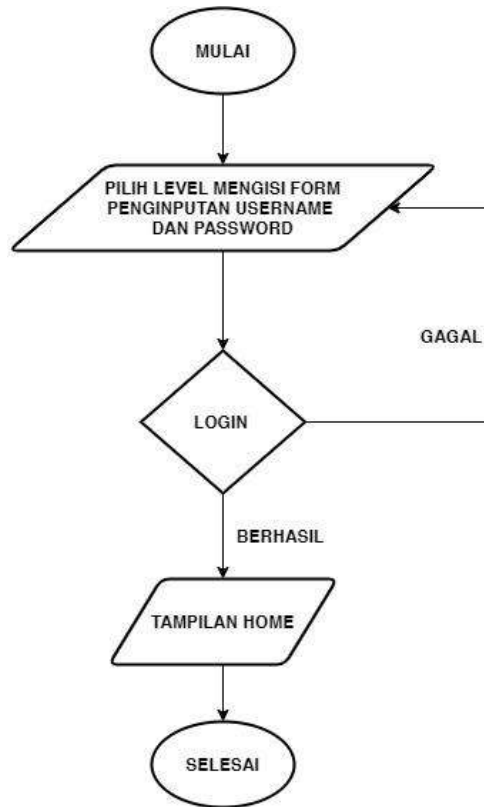 MULAI
PILIH LEVEL MENGISI FORM
PENGINPUTAN USERNAME
DAN PASSWORD
GAGAL
LOGIN
BERHASIL
TAMPILAN HOME
SELESAI